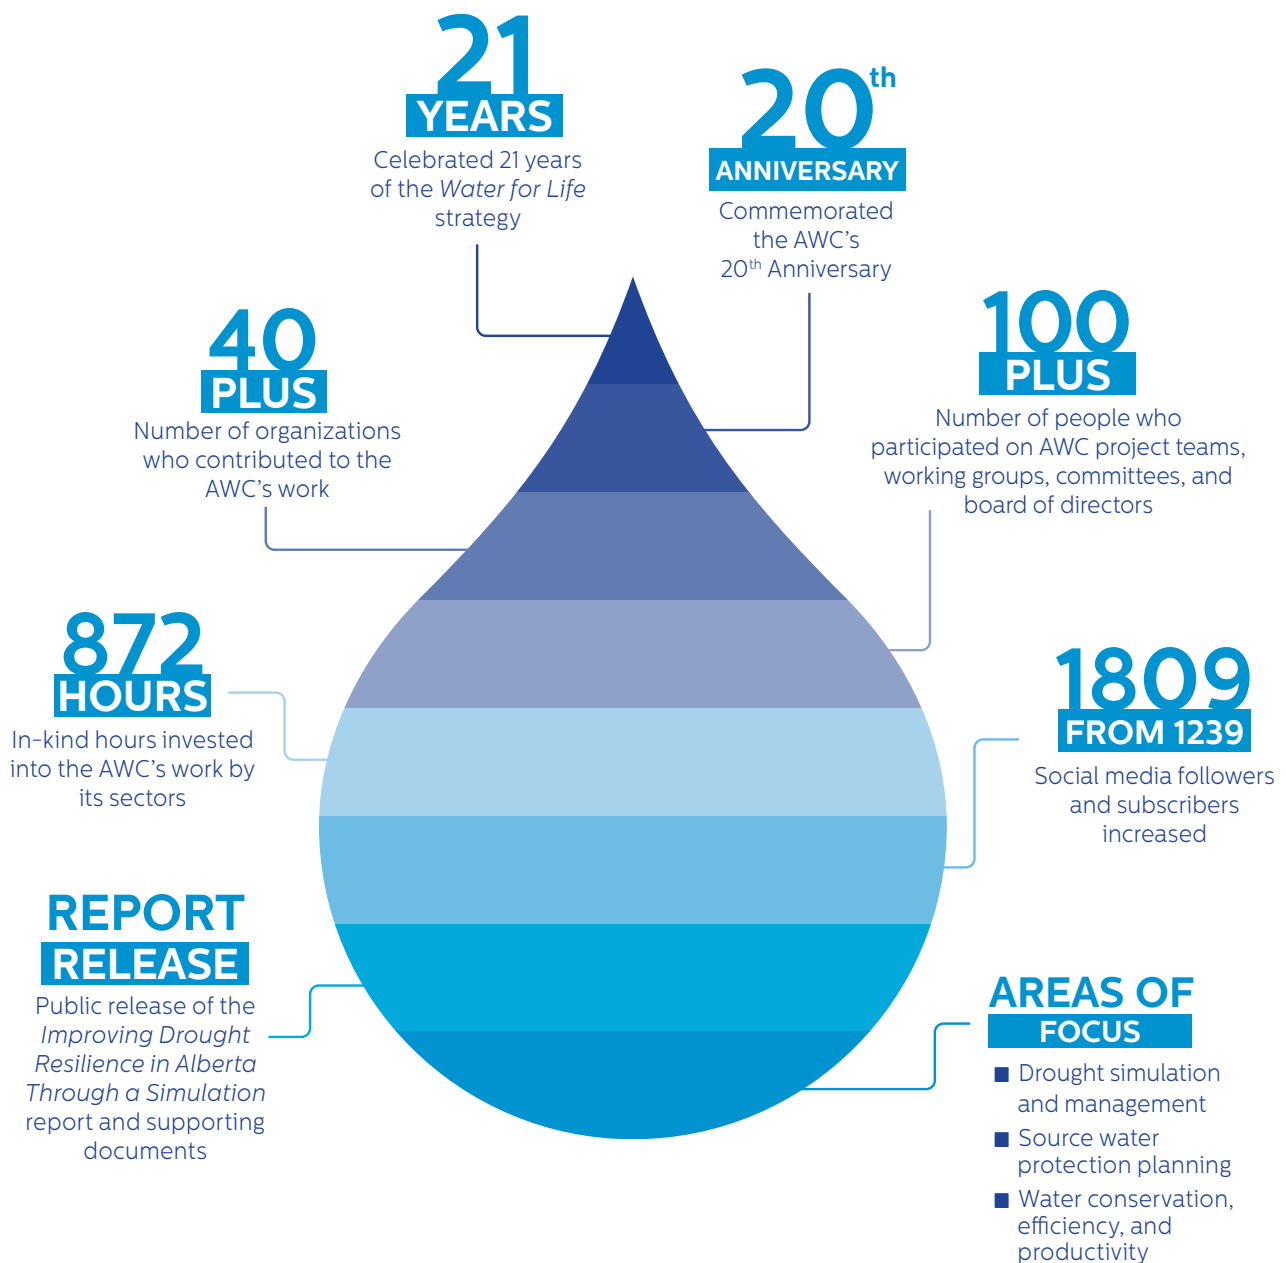 21
YEARS
Celebrated 21 years
of the Water for Life
strategy
20th
ANNIVERSARY
Commemorated
the AWC’s
20th Anniversary
40
PLUS
Number of organizations
who contributed to the
AWC’s work
100
PLUS
Number of people who
participated on AWC project teams,
working groups, committees, and
board of directors
872
HOURS
In-kind hours invested
into the AWC’s work by
its sectors
1809
FROM 1239
Social media followers
and subscribers
increased
REPORT
RELEASE
Public release of the
Improving Drought
Resilience in Alberta
Through a Simulation
report and supporting
documents
AREAS OF
FOCUS
■ Drought simulation
and management
■ Source water
protection planning
■ Water conservation,
efficiency, and
productivity